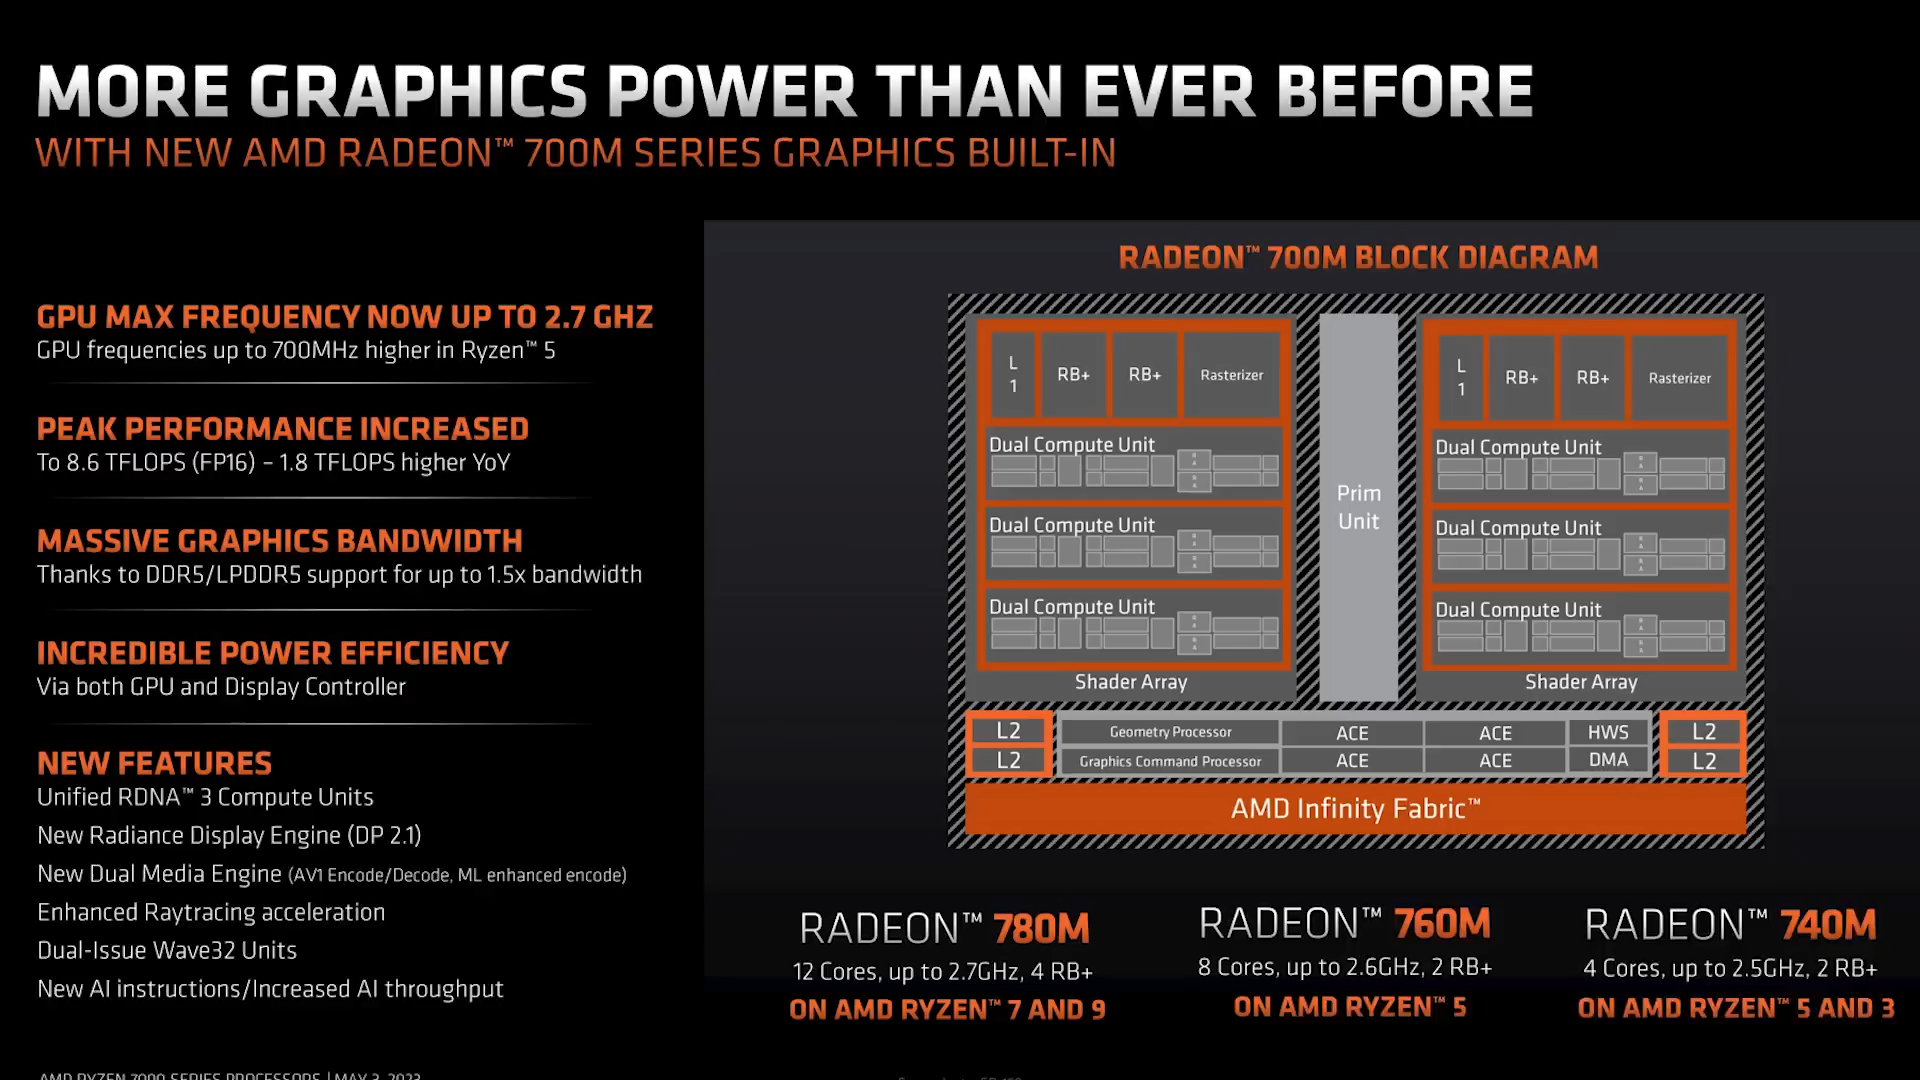 MORE GRAPHICS POWER THAN EVER BEFORE
WITH NEW AMD RADEON™ 700M SERIES GRAPHICS BUILT-IN
GPU MAX FREQUENCY NOW UP TO 2.7 GHZ
GPU frequencies up to 700MHz higher in Ryzen™ 5
PEAK PERFORMANCE INCREASED
To 8.6 TFLOPS (FP16) – 1.8 TFLOPS higher YoY
MASSIVE GRAPHICS BANDWIDTH
Thanks to DDR5/LPDDR5 support for up to 1.5x bandwidth
INCREDIBLE POWER EFFICIENCY
Via both GPU and Display Controller
NEW FEATURES
Unified RDNA™ 3 Compute Units
New Radiance Display Engine (DP 2.1)
New Dual Media Engine (AV1 Encode/Decode, ML enhanced encode)
Enhanced Raytracing acceleration
Dual-Issue Wave32 Units
New AI instructions/Increased AI throughput
RADEON™ 700M BLOCK DIAGRAM
L
1
RB+
RB+
Rasterizer
Dual Compute Unit
Dual Compute Unit
Dual Compute Unit
Shader Array
Prim
Unit
L
1
RB+
RB+
Rasterizer
Dual Compute Unit
Dual Compute Unit
Dual Compute Unit
Shader Array
L2
L2
Geometry Processor
ACE
ACE
HWS
Graphics Command Processor
ACE
ACE
DMA
L2
L2
AMD Infinity Fabric™
RADEON™ 780M
12 Cores, up to 2.7GHz, 4 RB+
ON AMD RYZEN™ 7 AND 9
RADEON™ 760M
8 Cores, up to 2.6GHz, 2 RB+
ON AMD RYZEN™ 5
RADEON™ 740M
4 Cores, up to 2.5GHz, 2 RB+
ON AMD RYZEN™ 5 AND 3
AMD RYZEN 7000 SERIES PROCESSORS | MAY 3, 2023